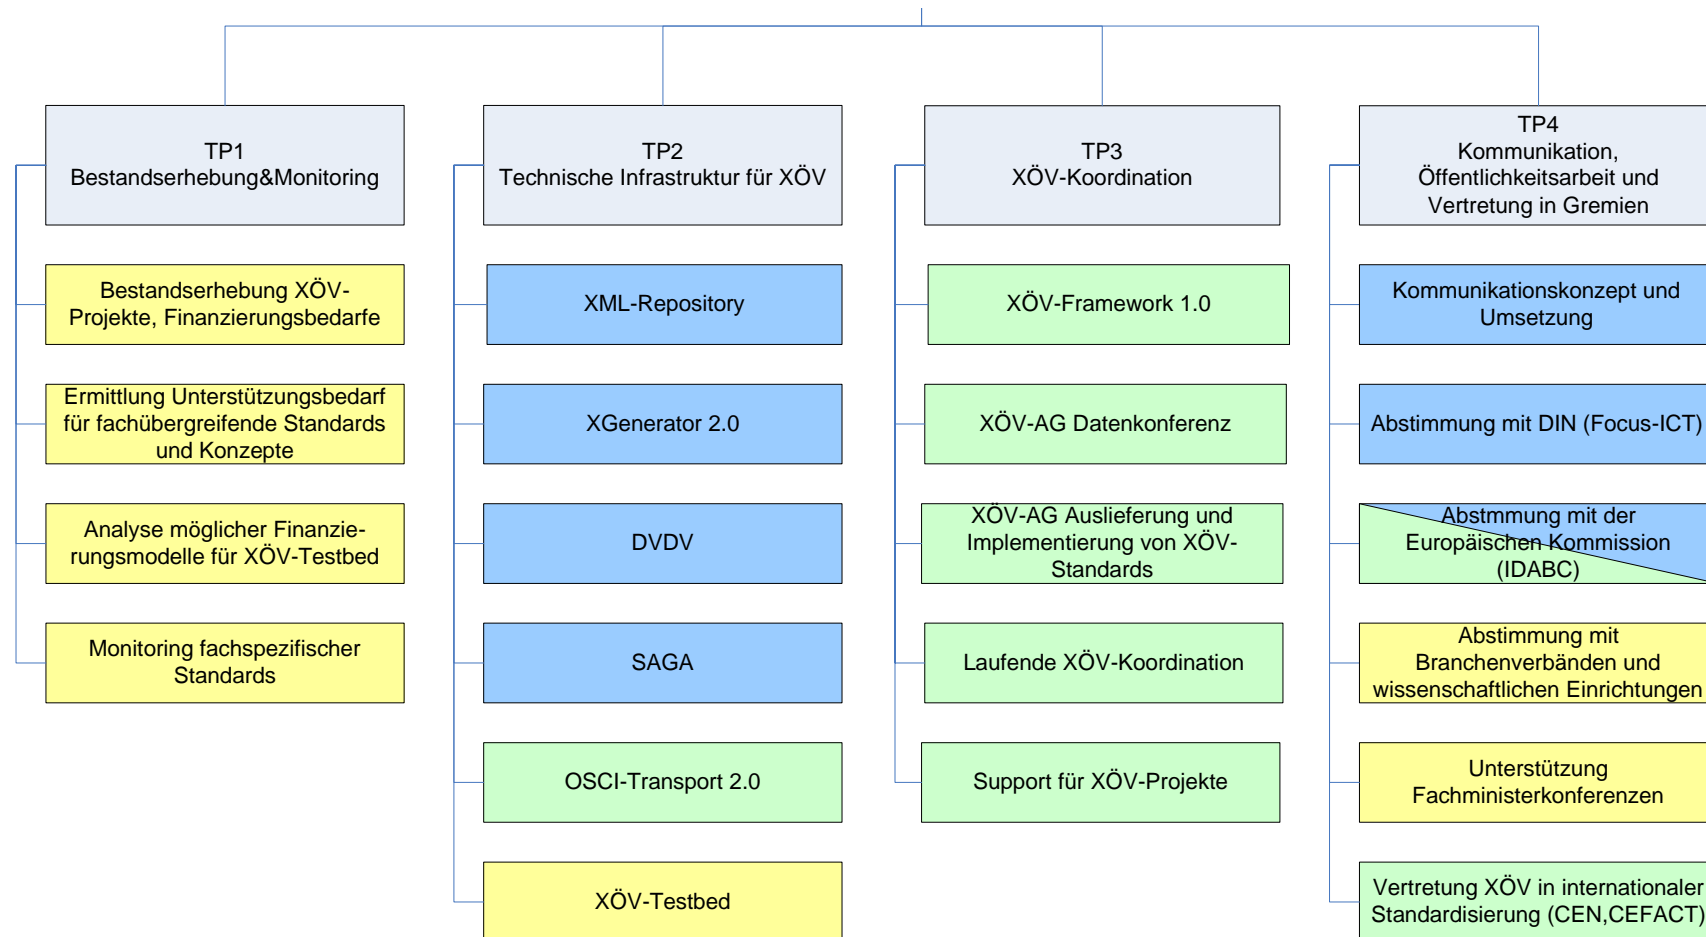 TP1
Bestandserhebung&Monitoring
Bestandserhebung XÖV-
Projekte, Finanzierungsbedarfe
Ermittlung Unterstützungsbedarf
für fachübergreifende Standards
und Konzepte
Analyse möglicher Finanzie-
rungsmodelle für XÖV-Testbed
Monitoring fachspezifischer
Standards
TP2
Technische Infrastruktur für XÖV
XML-Repository
XGenerator 2.0
DVDV
SAGA
OSCI-Transport 2.0
XÖV-Testbed
TP3
XÖV-Koordination
XÖV-Framework 1.0
XÖV-AG Datenkonferenz
XÖV-AG Auslieferung und
Implementierung von XÖV-
Standards
Laufende XÖV-Koordination
Support für XÖV-Projekte
TP4
Kommunikation,
Öffentlichkeitsarbeit und
Vertretung in Gremien
Kommunikationskonzept und
Umsetzung
Abstimmung mit DIN (Focus-ICT)
Abstmmung mit der
Europäischen Kommission
(IDABC)
Abstimmung mit
Branchenverbänden und
wissenschaftlichen Einrichtungen
Unterstützung
Fachministerkonferenzen
Vertretung XÖV in internationaler
Standardisierung (CEN,CEFACT)